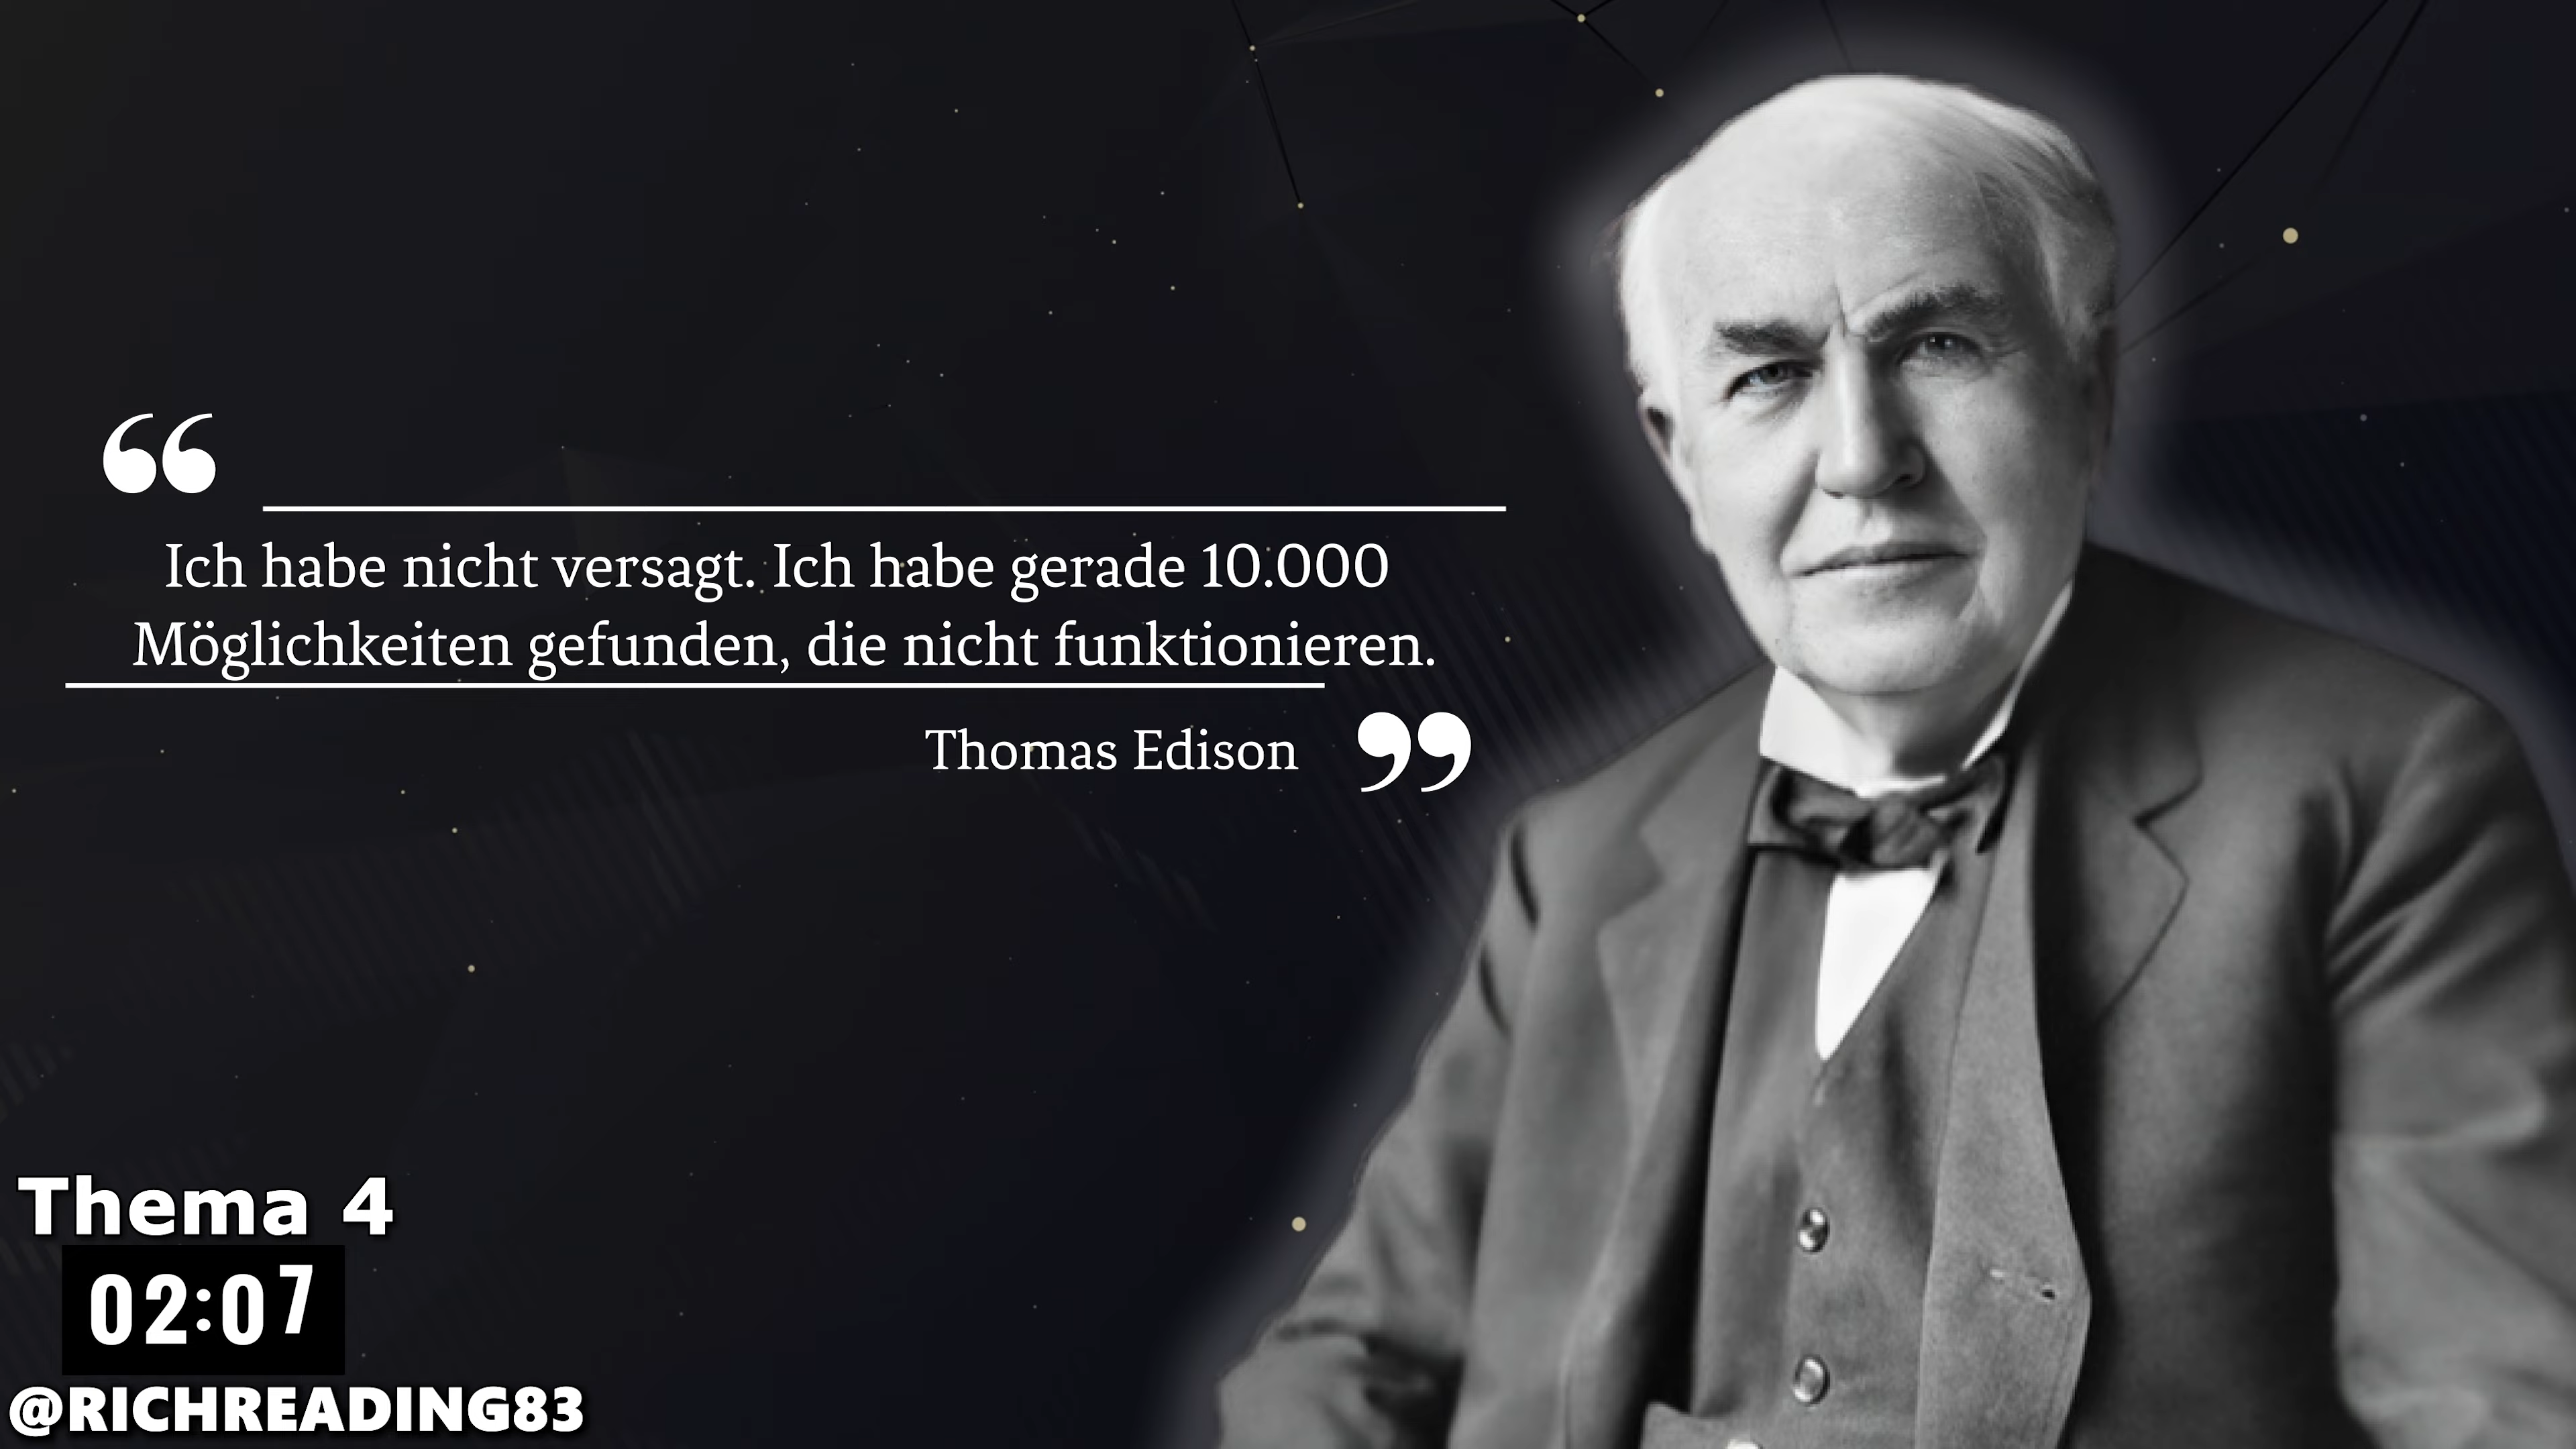 “
Ich habe nicht versagt. Ich habe gerade 10.000
Möglichkeiten gefunden, die nicht funktionieren.
Thomas Edison
”
Thema 4
02:07
@RICHREADING83